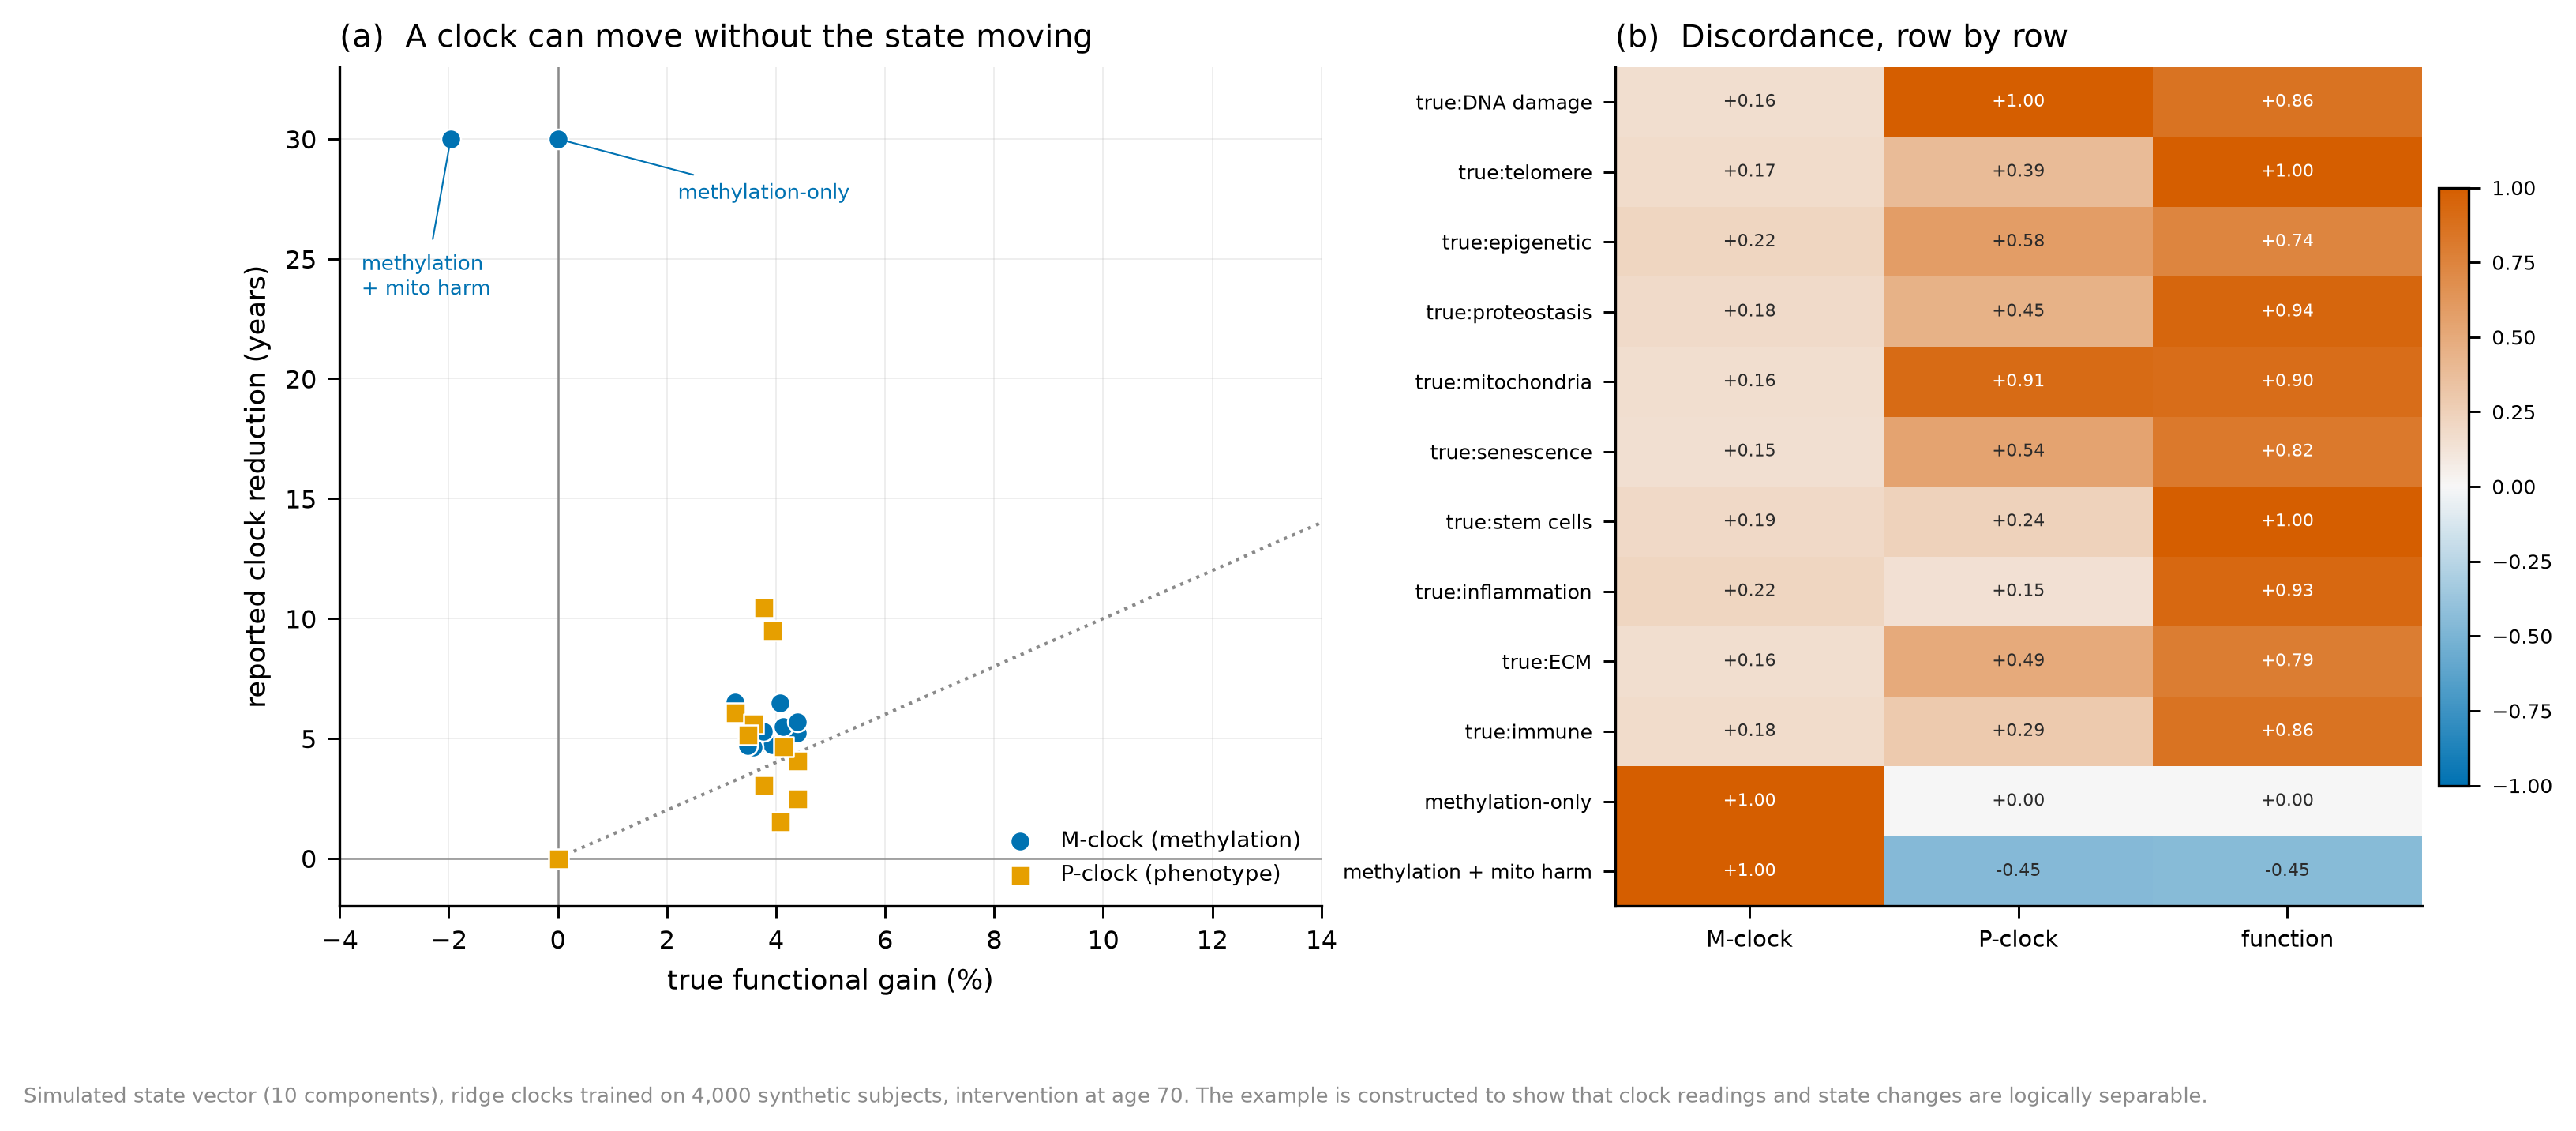 (a)  A clock can move without the state moving
reported clock reduction (years)
30
25
20
15
10
5
0
methylation-only
methylation
+ mito harm
M-clock (methylation)
P-clock (phenotype)
−4
−2
0
2
4
6
8
10
12
14
true functional gain (%)
(b)  Discordance, row by row
true:DNA damage +0.16 +1.00 +0.86
true:telomere +0.17 +0.39 +1.00
true:epigenetic +0.22 +0.58 +0.74
true:proteostasis +0.18 +0.45 +0.94
true:mitochondria +0.16 +0.91 +0.90
true:senescence +0.15 +0.54 +0.82
true:stem cells +0.19 +0.24 +1.00
true:inflammation +0.22 +0.15 +0.93
true:ECM +0.16 +0.49 +0.79
true:immune +0.18 +0.29 +0.86
methylation-only +1.00 +0.00 +0.00
methylation + mito harm +1.00 -0.45 -0.45
M-clock
P-clock
function
1.00
0.75
0.50
0.25
0.00
−0.25
−0.50
−0.75
−1.00
Simulated state vector (10 components), ridge clocks trained on 4,000 synthetic subjects, intervention at age 70. The example is constructed to show that clock readings and state changes are logically separable.